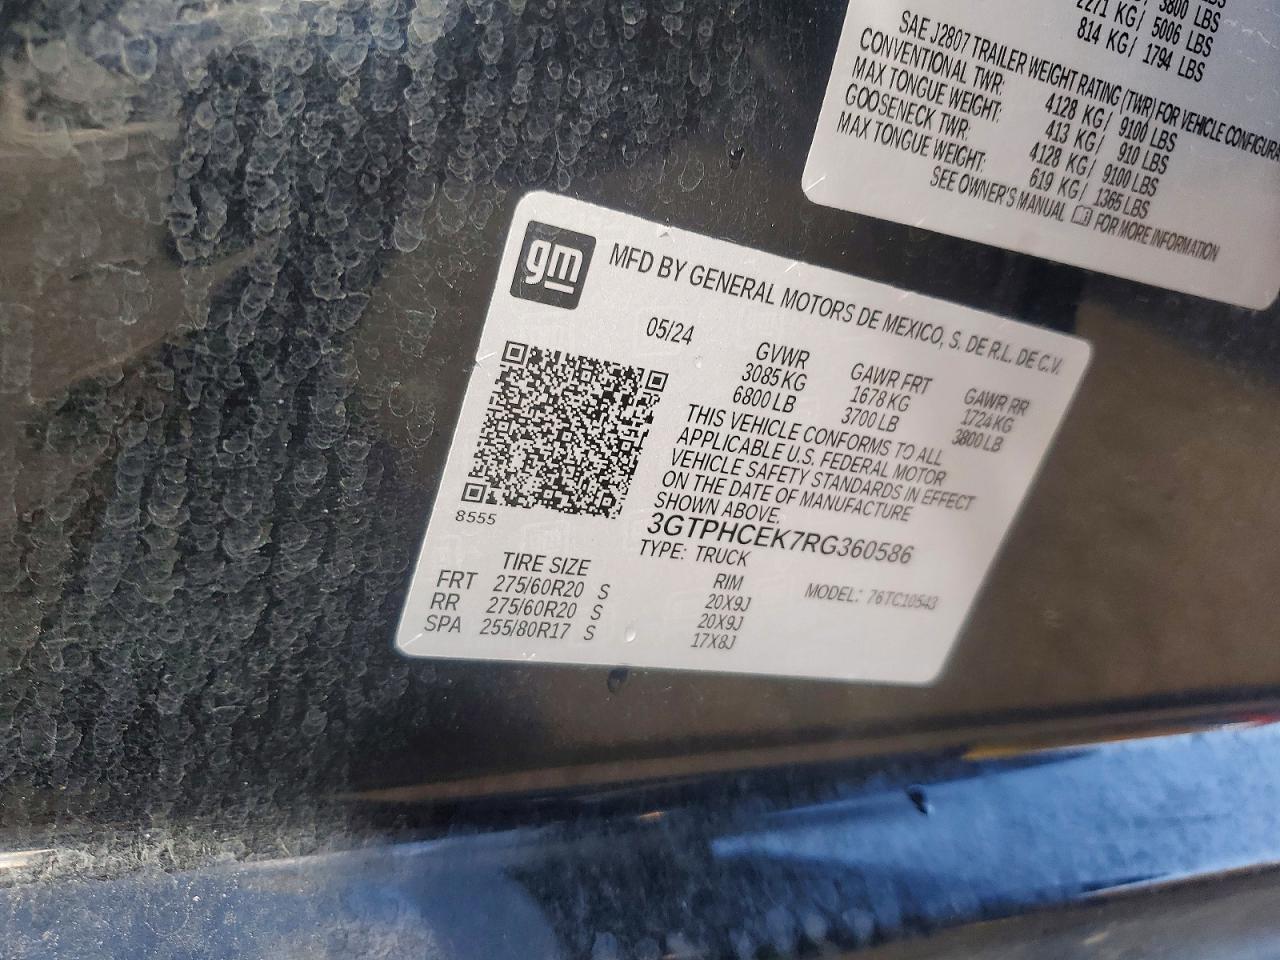 3800 LBS
2271 KG/ 5006 LBS
814 KG/ 1794 LBS
SAE J2807 TRAILER WEIGHT RATING (TWR) FOR VEHICLE
CONVENTIONAL TWR: 4128 KG/ 9100 LBS
MAX TONGUE WEIGHT: 413 KG/ 910 LBS
GOOSENECK TWR: 4128 KG/ 9100 LBS
MAX TONGUE WEIGHT: 619 KG/ 1365 LBS
SEE OWNER'S MANUAL FOR MORE INFORMATION
gm
MFD BY GENERAL MOTORS DE MEXICO, S. DE R.L. DE C.V.
05/24
GVWR GAWR FRT GAWR RR
3085 KG 1678 KG 1724 KG
6800 LB 3700 LB 3800 LB
THIS VEHICLE CONFORMS TO ALL
APPLICABLE U.S. FEDERAL MOTOR
VEHICLE SAFETY STANDARDS IN EFFECT
ON THE DATE OF MANUFACTURE
SHOWN ABOVE.
8555
3GTPHCEK7RG360586
TYPE: TRUCK
MODEL: 76TC10543
TIRE SIZE RIM
FRT 275/60R20 S 20X9J
RR 275/60R20 S 20X9J
SPA 255/80R17 S 17X8J